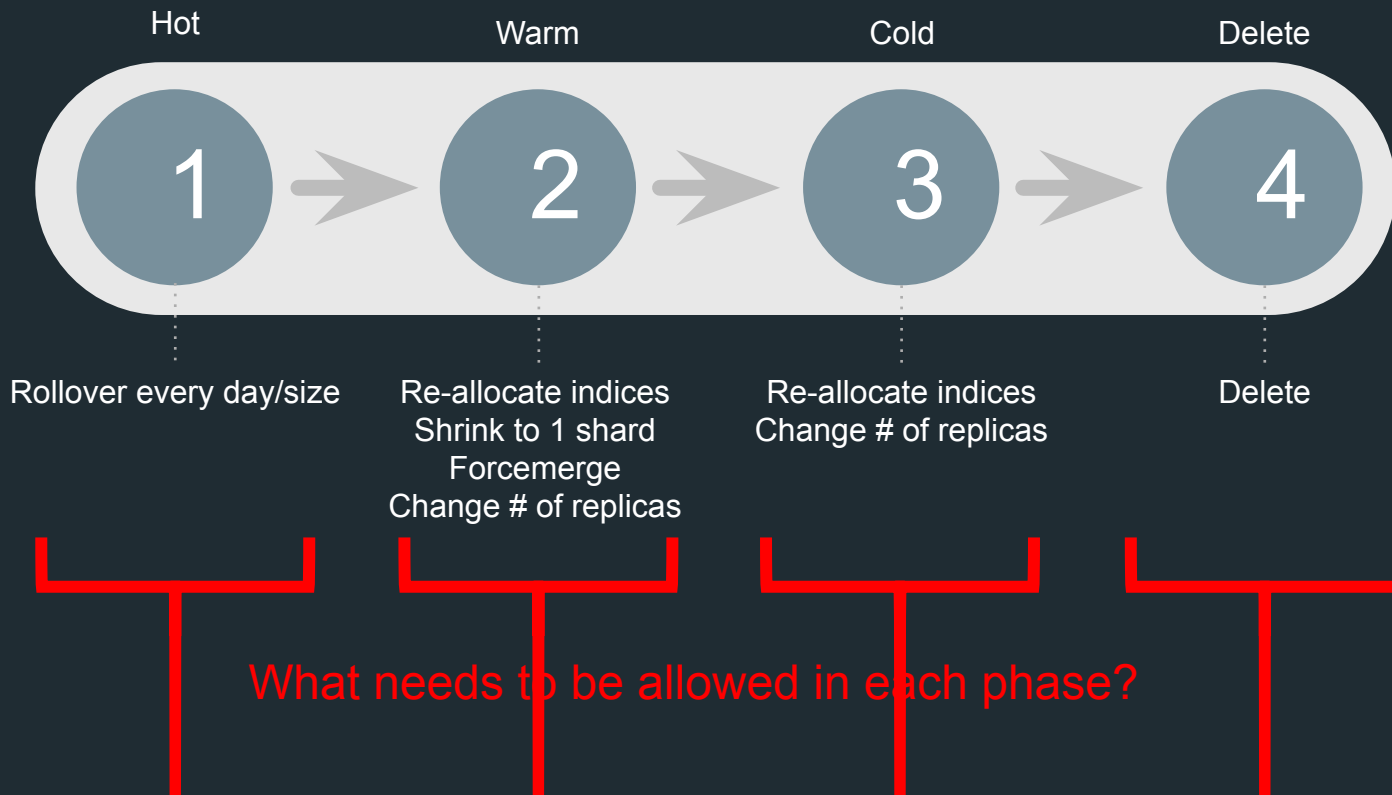 Hot
Warm
Cold
Delete
1
2
3
4
Rollover every day/size
Re-allocate indices
Shrink to 1 shard
Forcemerge
Change # of replicas
Re-allocate indices
Change # of replicas
Delete
What needs to be allowed in each phase?